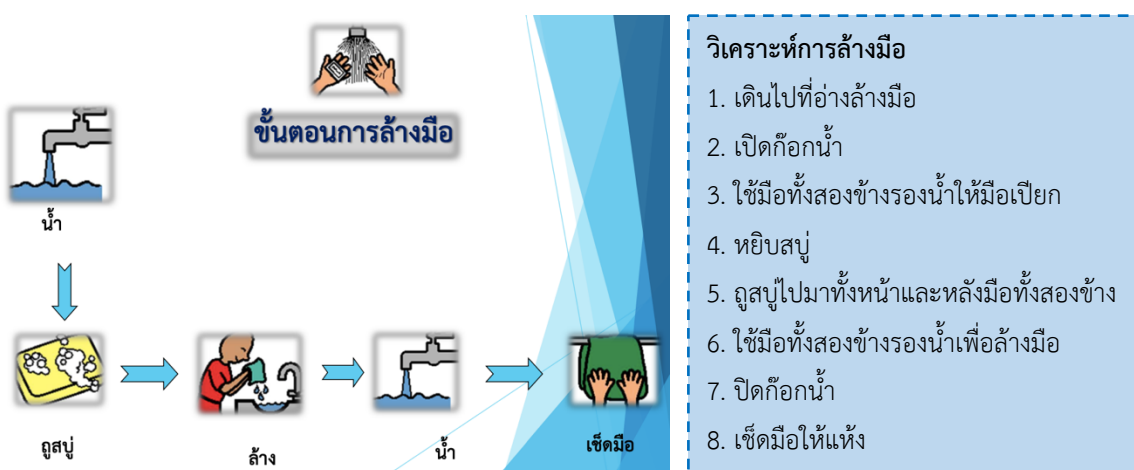 ขั้นตอนการล้างมือ
น้ำ
ถูสบู่
ล้าง
น้ำ
เช็ดมือ
วิเคราะห์การล้างมือ
1. เดินไปที่อ่างล้างมือ
2. เปิดก๊อกน้ำ
3. ใช้มือทั้งสองข้างรองน้ำให้มือเปียก
4. หยิบสบู่
5. ถูสบู่ไปมาทั้งหน้าและหลังมือทั้งสองข้าง
6. ใช้มือทั้งสองข้างรองน้ำเพื่อล้างมือ
7. ปิดก๊อกน้ำ
8. เช็ดมือให้แห้ง